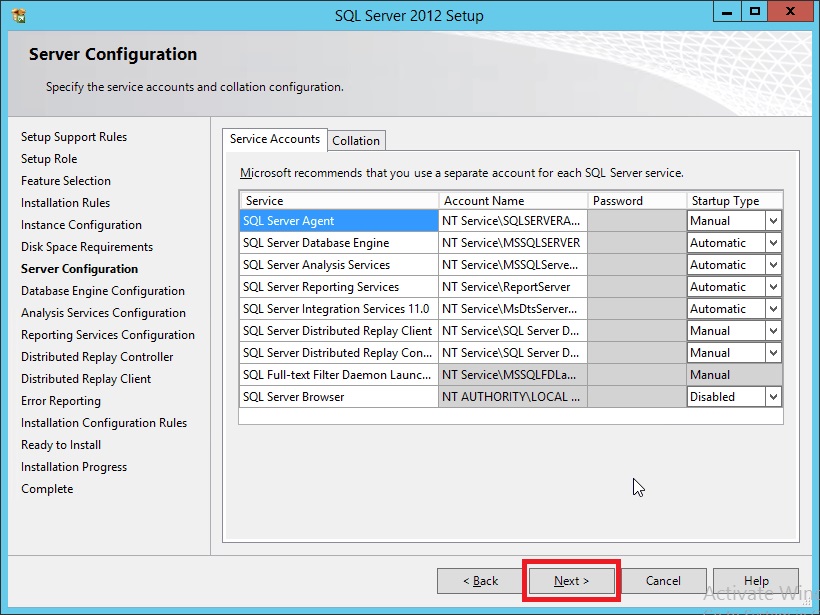 SQL Server 2012 Setup
Server Configuration
Specify the service accounts and collation configuration.
Setup Support Rules
Setup Role
Feature Selection
Installation Rules
Instance Configuration
Disk Space Requirements
Server Configuration
Database Engine Configuration
Analysis Services Configuration
Reporting Services Configuration
Distributed Replay Controller
Distributed Replay Client
Error Reporting
Installation Configuration Rules
Ready to Install
Installation Progress
Complete
Service Accounts Collation
Microsoft recommends that you use a separate account for each SQL Server service.
Service Account Name Password Startup Type
SQL Server Agent NT Service\SQLSERVERA... Manual
SQL Server Database Engine NT Service\MSSQLSERVER Automatic
SQL Server Analysis Services NT Service\MSSQLServe... Automatic
SQL Server Reporting Services NT Service\ReportServer Automatic
SQL Server Integration Services 11.0 NT Service\MsDtsServer... Automatic
SQL Server Distributed Replay Client NT Service\SQL Server D... Manual
SQL Server Distributed Replay Con... NT Service\SQL Server D... Manual
SQL Full-text Filter Daemon Launc... NT Service\MSSQLFDLa... Manual
SQL Server Browser NT AUTHORITY\LOCAL ... Disabled
< Back Next > Cancel Help
Activate Win